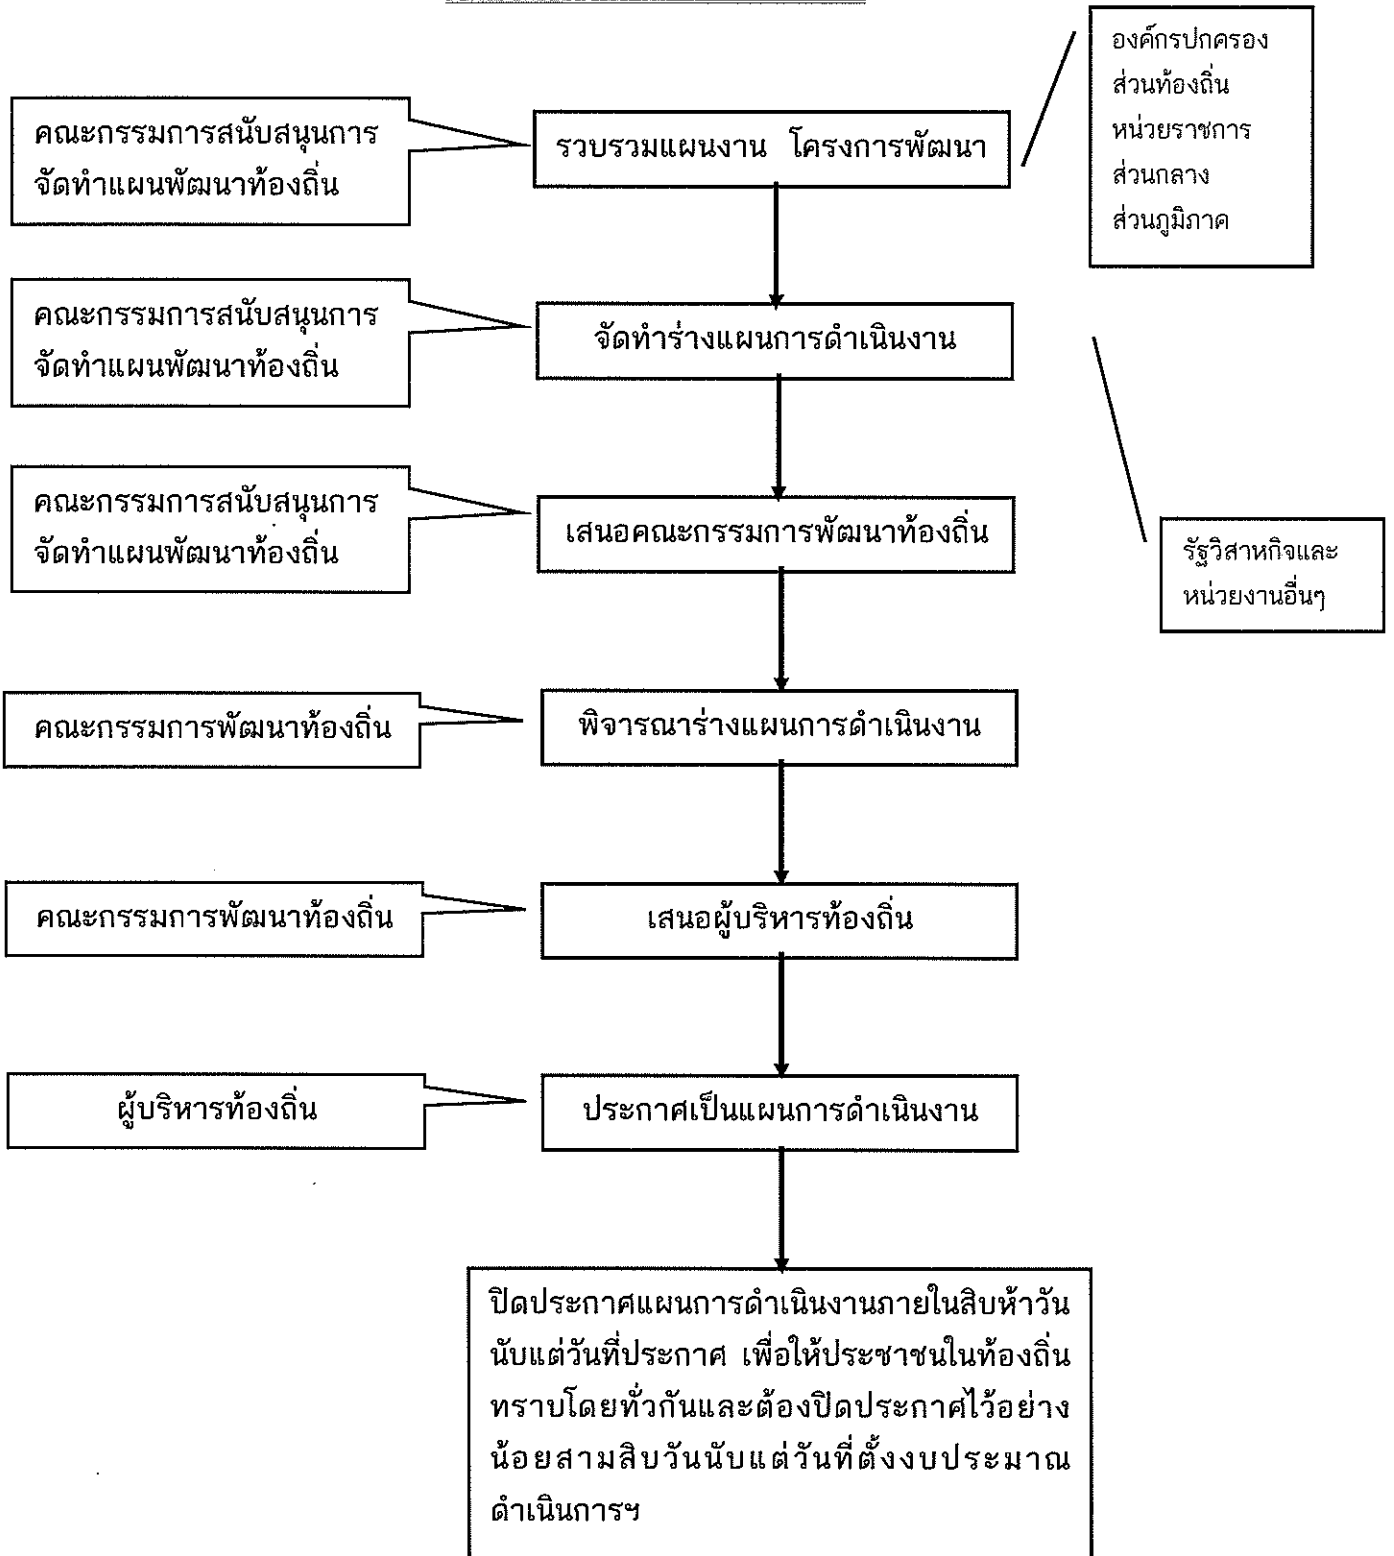 องค์กรปกครอง
ส่วนท้องถิ่น
หน่วยราชการ
ส่วนกลาง
ส่วนภูมิภาค
คณะกรรมการสนับสนุนการ
จัดทำแผนพัฒนาท้องถิ่น
รวบรวมแผนงาน โครงการพัฒนา
คณะกรรมการสนับสนุนการ
จัดทำแผนพัฒนาท้องถิ่น
จัดทำร่างแผนการดำเนินงาน
คณะกรรมการสนับสนุนการ
จัดทำแผนพัฒนาท้องถิ่น
เสนอคณะกรรมการพัฒนาท้องถิ่น
รัฐวิสาหกิจและ
หน่วยงานอื่นๆ
คณะกรรมการพัฒนาท้องถิ่น
พิจารณาร่างแผนการดำเนินงาน
คณะกรรมการพัฒนาท้องถิ่น
เสนอผู้บริหารท้องถิ่น
ผู้บริหารท้องถิ่น
ประกาศเป็นแผนการดำเนินงาน
ปิดประกาศแผนการดำเนินงานภายในสิบห้าวัน
นับแต่วันที่ประกาศ เพื่อให้ประชาชนในท้องถิ่น
ทราบโดยทั่วกันและต้องปิดประกาศไว้อย่าง
น้อยสามสิบวันนับแต่วันที่ตั้งงบประมาณ
ดำเนินการฯ